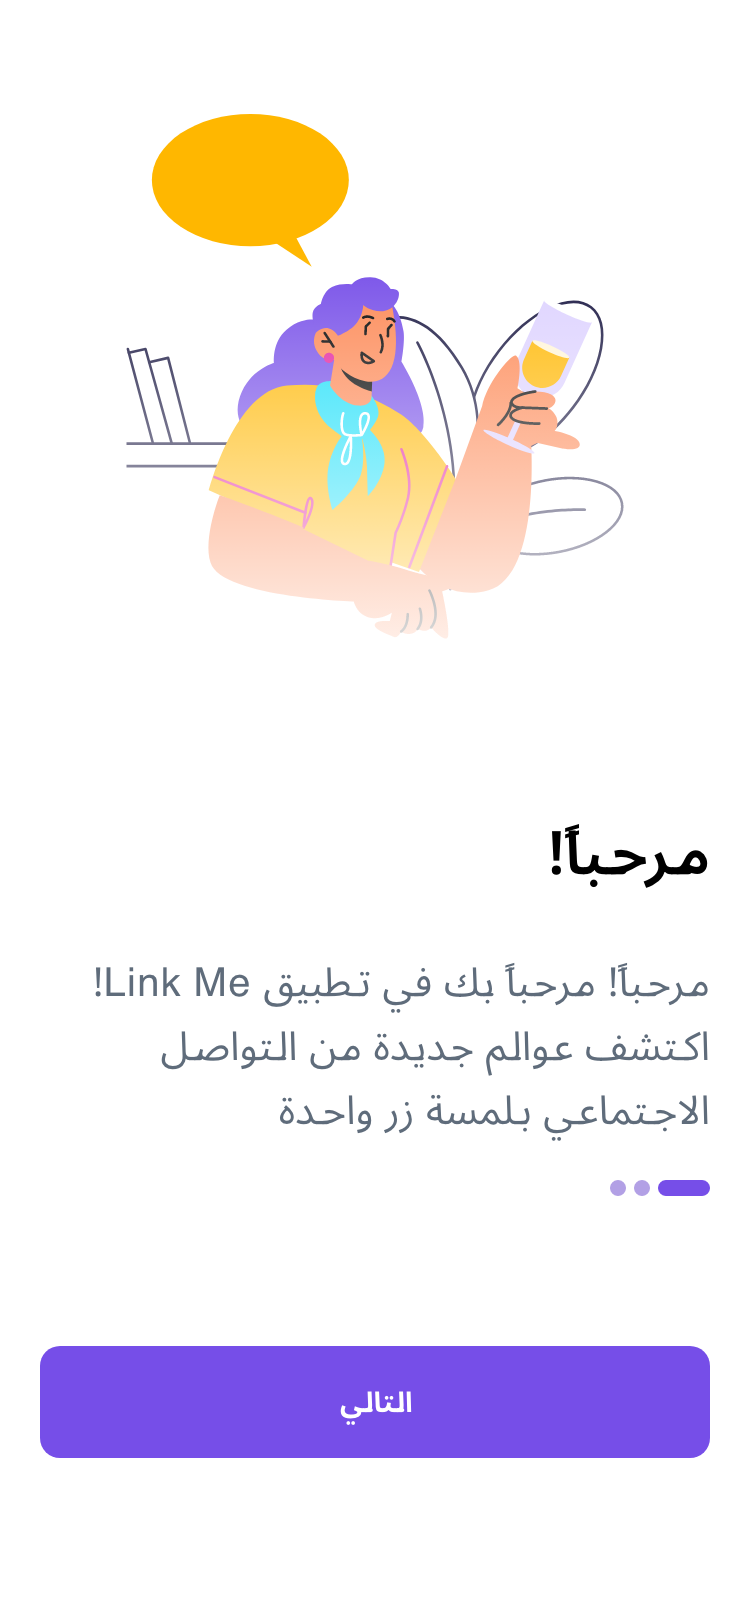 مرحباً!
مرحباً! مرحباً بك في تطبيق Link Me!
اكتشف عوالم جديدة من التواصل
الاجتماعي بلمسة زر واحدة
التالي